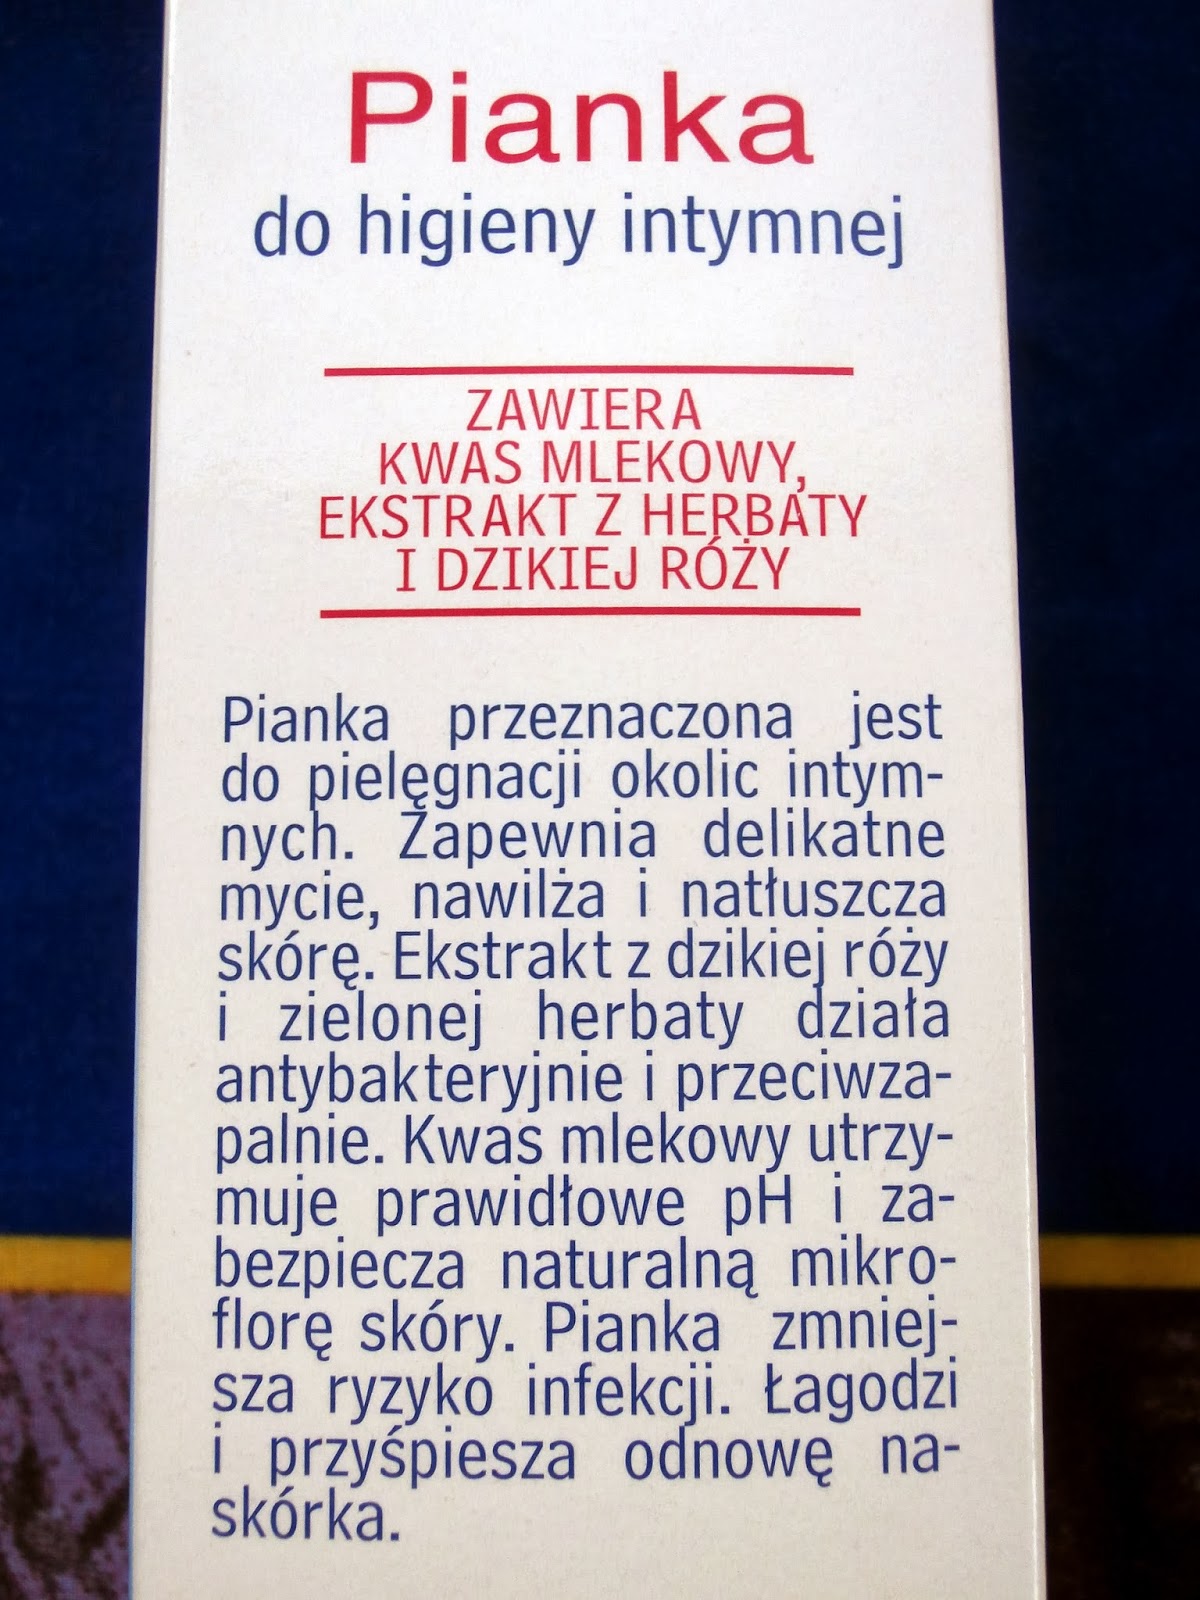 Pianka
do higieny intymnej
ZAWIERA
KWAS MLEKOWY,
EKSTRAKT Z HERBATY
I DZIKIEJ RÓŻY
Pianka przeznaczona jest
do pielęgnacji okolic intym-
nych. Zapewnia delikatne
mycie, nawilża i natłuszcza
skórę. Ekstrakt z dzikiej róży
i zielonej herbaty działa
antybakteryjnie i przeciwza-
palnie. Kwas mlekowy utrzy-
muje prawidłowe pH i za-
bezpiecza naturalną mikro-
florę skóry. Pianka zmniej-
sza ryzyko infekcji. Łagodzi
i przyśpiesza odnowę na-
skórka.